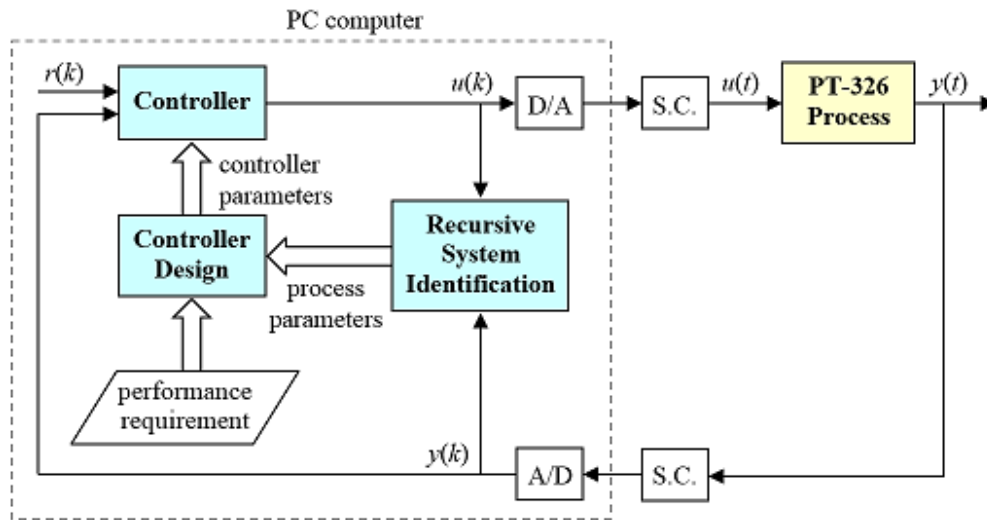 PC computer
r(k)
Controller
u(k)
D/A
S.C.
u(t)
PT-326
Process
y(t)
controller
parameters
Controller
Design
Recursive
System
Identification
process
parameters
performance
requirement
y(k)
A/D
S.C.